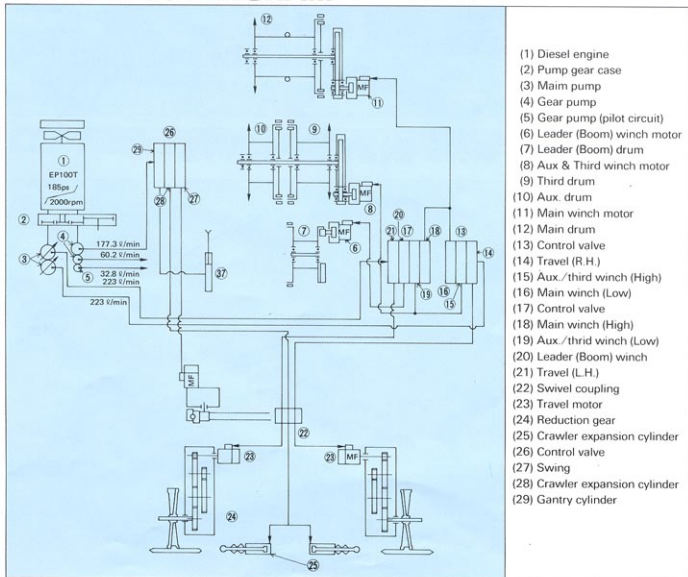 ⑫
MF
⑪
⑩
⑨
MF
⑧
⑦
MF
⑥
①
EP100T
185ps
2000rpm
②
③
④
⑤
177.3 ℓ/min
60.2 ℓ/min
32.8 ℓ/min
223 ℓ/min
223 ℓ/min
㉖
㉙
㉘
㉗
㊲
⑳
㉑
⑰
⑱
⑬
⑭
⑲
⑯
⑮
MF
㉒
㉓
㉓
MF
㉔
㉕
(1) Diesel engine
(2) Pump gear case
(3) Maim pump
(4) Gear pump
(5) Gear pump (pilot circuit)
(6) Leader (Boom) winch motor
(7) Leader (Boom) drum
(8) Aux & Third winch motor
(9) Third drum
(10) Aux. drum
(11) Main winch motor
(12) Main drum
(13) Control valve
(14) Travel (R.H.)
(15) Aux./third winch (High)
(16) Main winch (Low)
(17) Control valve
(18) Main winch (High)
(19) Aux./thrid winch (Low)
(20) Leader (Boom) winch
(21) Travel (L.H.)
(22) Swivel coupling
(23) Travel motor
(24) Reduction gear
(25) Crawler expansion cylinder
(26) Control valve
(27) Swing
(28) Crawler expansion cylinder
(29) Gantry cylinder